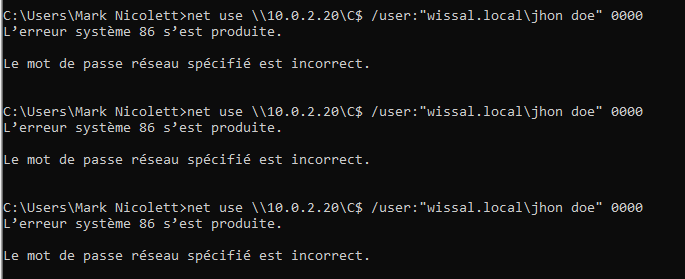 C:\Users\Mark Nicolett>net use \\10.0.2.20\C$ /user:"wissal.local\jhon doe" 0000
L’erreur système 86 s’est produite.
Le mot de passe réseau spécifié est incorrect.
C:\Users\Mark Nicolett>net use \\10.0.2.20\C$ /user:"wissal.local\jhon doe" 0000
L’erreur système 86 s’est produite.
Le mot de passe réseau spécifié est incorrect.
C:\Users\Mark Nicolett>net use \\10.0.2.20\C$ /user:"wissal.local\jhon doe" 0000
L’erreur système 86 s’est produite.
Le mot de passe réseau spécifié est incorrect.